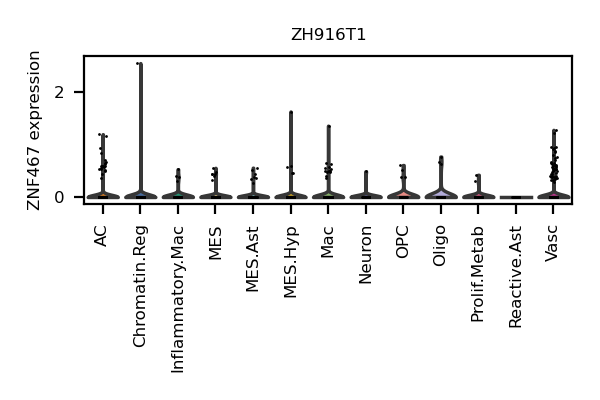 ZH916T1
ZNF467 expression
2
0
AC
Chromatin.Reg
Inflammatory.Mac
MES
MES.Ast
MES.Hyp
Mac
Neuron
OPC
Oligo
Prolif.Metab
Reactive.Ast
Vasc